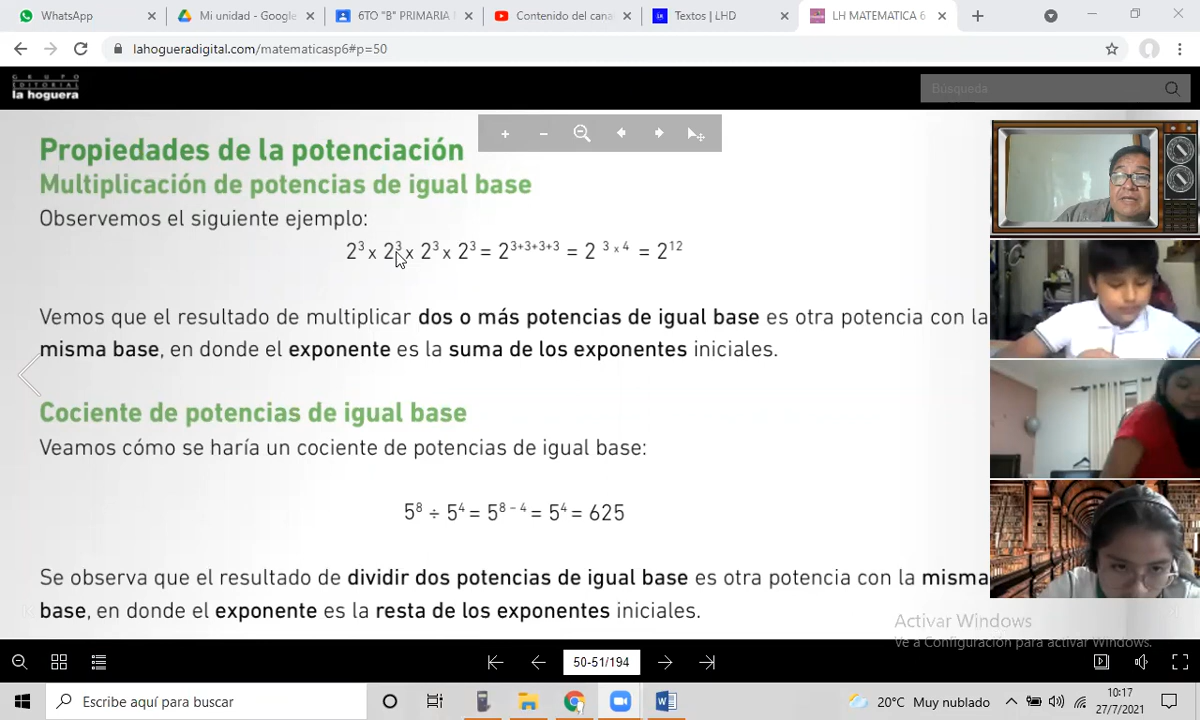 WhatsApp
Mi unidad - Google
6TO "B" PRIMARIA
Contenido del cana
Textos | LHD
LH MATEMATICA 6
lahogueradigital.com/matematicasp6#p=50
GRUPO
EDITORIAL
la hoguera
Búsqueda
Propiedades de la potenciación
Multiplicación de potencias de igual base
Observemos el siguiente ejemplo:
2³ x 2³ x 2³ x 2³ = 2³⁺³⁺³⁺³ = 2 ³ ˣ ⁴ = 2¹²
Vemos que el resultado de multiplicar dos o más potencias de igual base es otra potencia con la
misma base, en donde el exponente es la suma de los exponentes iniciales.
Cociente de potencias de igual base
Veamos cómo se haría un cociente de potencias de igual base:
5⁸ ÷ 5⁴ = 5⁸ ⁻ ⁴ = 5⁴ = 625
Se observa que el resultado de dividir dos potencias de igual base es otra potencia con la misma
base, en donde el exponente es la resta de los exponentes iniciales.
Activar Windows
Ve a Configuración para activar Windows.
50-51/194
Escribe aquí para buscar
20°C Muy nublado
10:17
27/7/2021